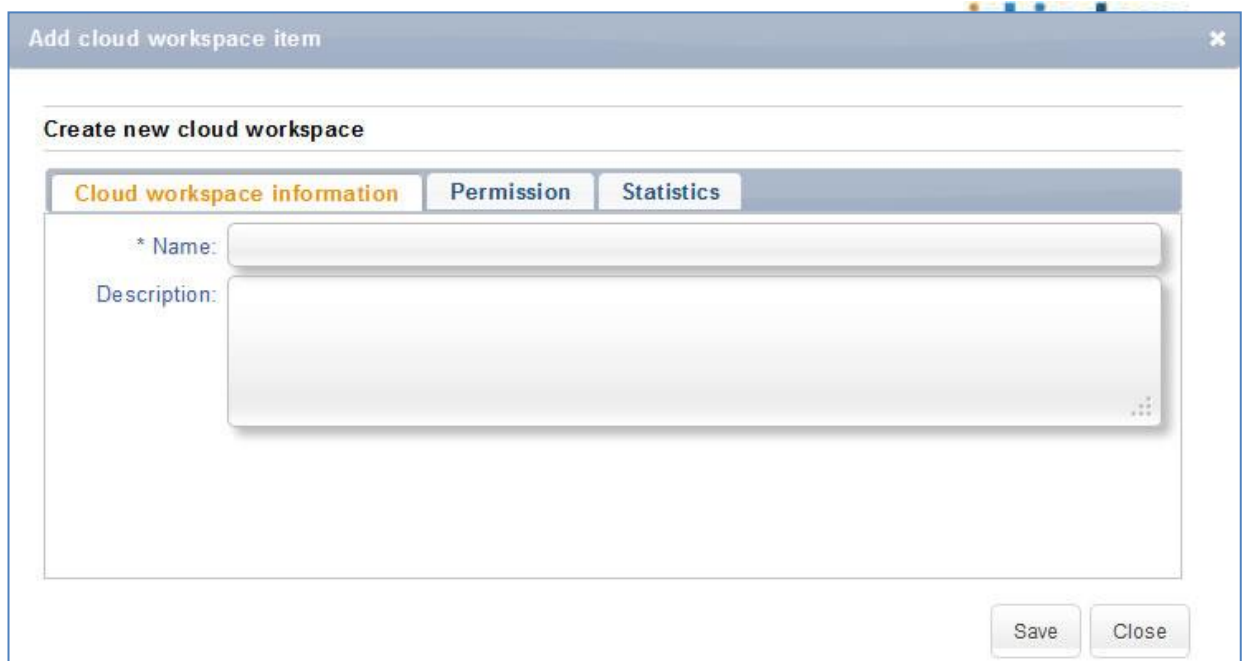 Add cloud workspace item
Create new cloud workspace
Cloud workspace information Permission Statistics
* Name:
Description:
Save Close